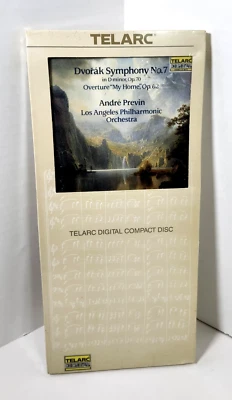 TELARC
Dvořák Symphony No.7
in D minor, Op. 70
Overture "My Home," Op. 62
TELARC
André Previn
Los Angeles Philharmonic
Orchestra
TELARC DIGITAL COMPACT DISC
TELARC